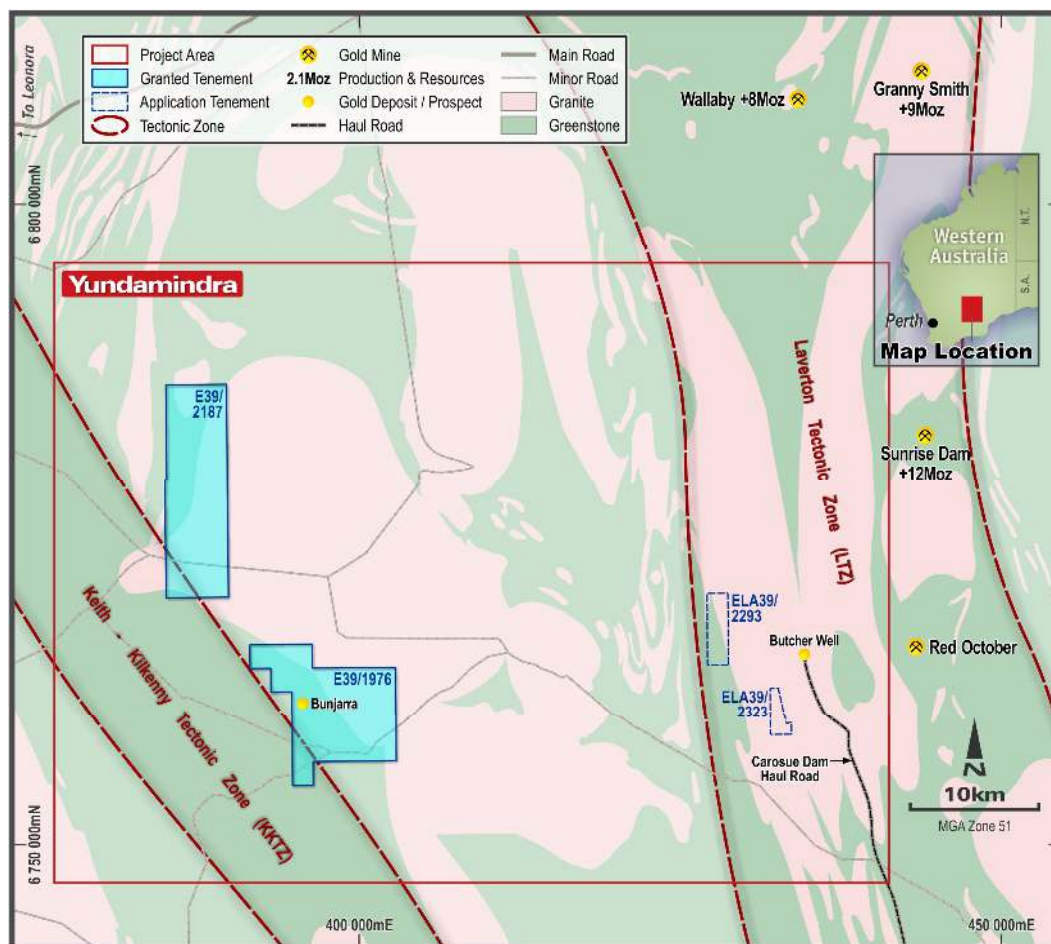 Project Area
Granted Tenement
Application Tenement
Tectonic Zone
Gold Mine
2.1Moz Production & Resources
Gold Deposit / Prospect
Haul Road
Main Road
Minor Road
Granite
Greenstone
To Leonora
Wallaby +8Moz
Granny Smith
+9Moz
6 800 000mN
Western
Australia
N.T.
S.A.
Perth
Map Location
Yundamindra
E39/
2187
Laverton Tectonic Zone (LTZ)
Sunrise Dam
+12Moz
Keith - Kilkenny Tectonic Zone (KKTZ)
ELA39/
2293
Butcher Well
Red October
E39/1976
Bunjarra
ELA39/
2323
Carosue Dam
Haul Road
N
10km
MGA Zone 51
6 750 000mN
400 000mE
450 000mE